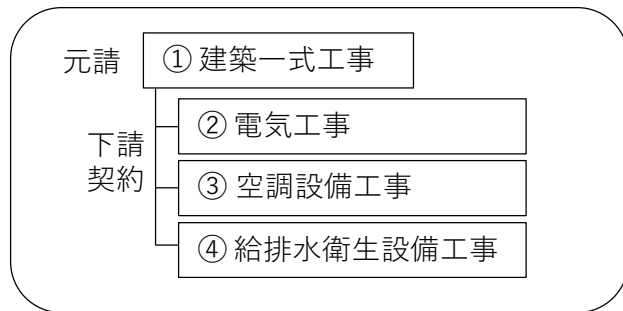 元請
① 建築一式工事
下請
契約
② 電気工事
③ 空調設備工事
④ 給排水衛生設備工事